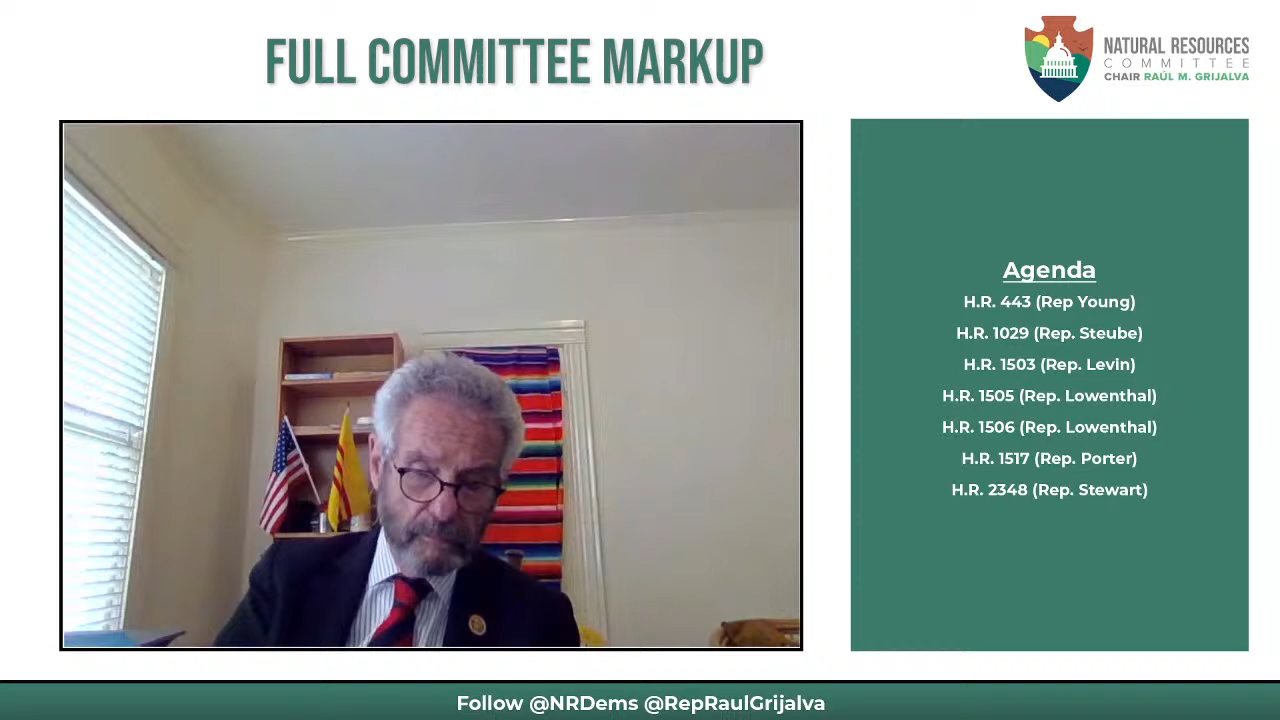 FULL COMMITTEE MARKUP
NATURAL RESOURCES
COMMITTEE
CHAIR RAÚL M. GRIJALVA
Agenda
H.R. 443 (Rep Young)
H.R. 1029 (Rep. Steube)
H.R. 1503 (Rep. Levin)
H.R. 1505 (Rep. Lowenthal)
H.R. 1506 (Rep. Lowenthal)
H.R. 1517 (Rep. Porter)
H.R. 2348 (Rep. Stewart)
Follow @NRDems @RepRaulGrijalva